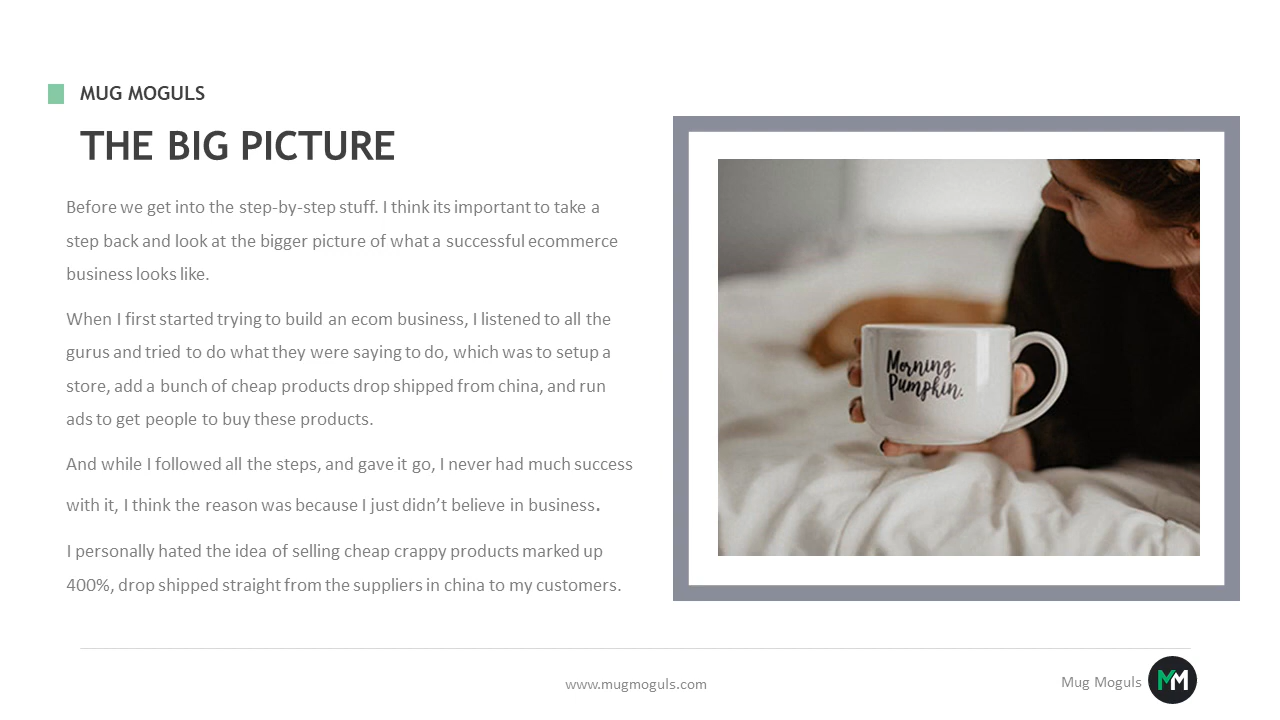 MUG MOGULS
THE BIG PICTURE
Before we get into the step-by-step stuff. I think its important to take a
step back and look at the bigger picture of what a successful ecommerce
business looks like.
When I first started trying to build an ecom business, I listened to all the
gurus and tried to do what they were saying to do, which was to setup a
store, add a bunch of cheap products drop shipped from china, and run
ads to get people to buy these products.
And while I followed all the steps, and gave it go, I never had much success
with it, I think the reason was because I just didn’t believe in business.
I personally hated the idea of selling cheap crappy products marked up
400%, drop shipped straight from the suppliers in china to my customers.
Morning,
Pumpkin.
www.mugmoguls.com
Mug Moguls
MM